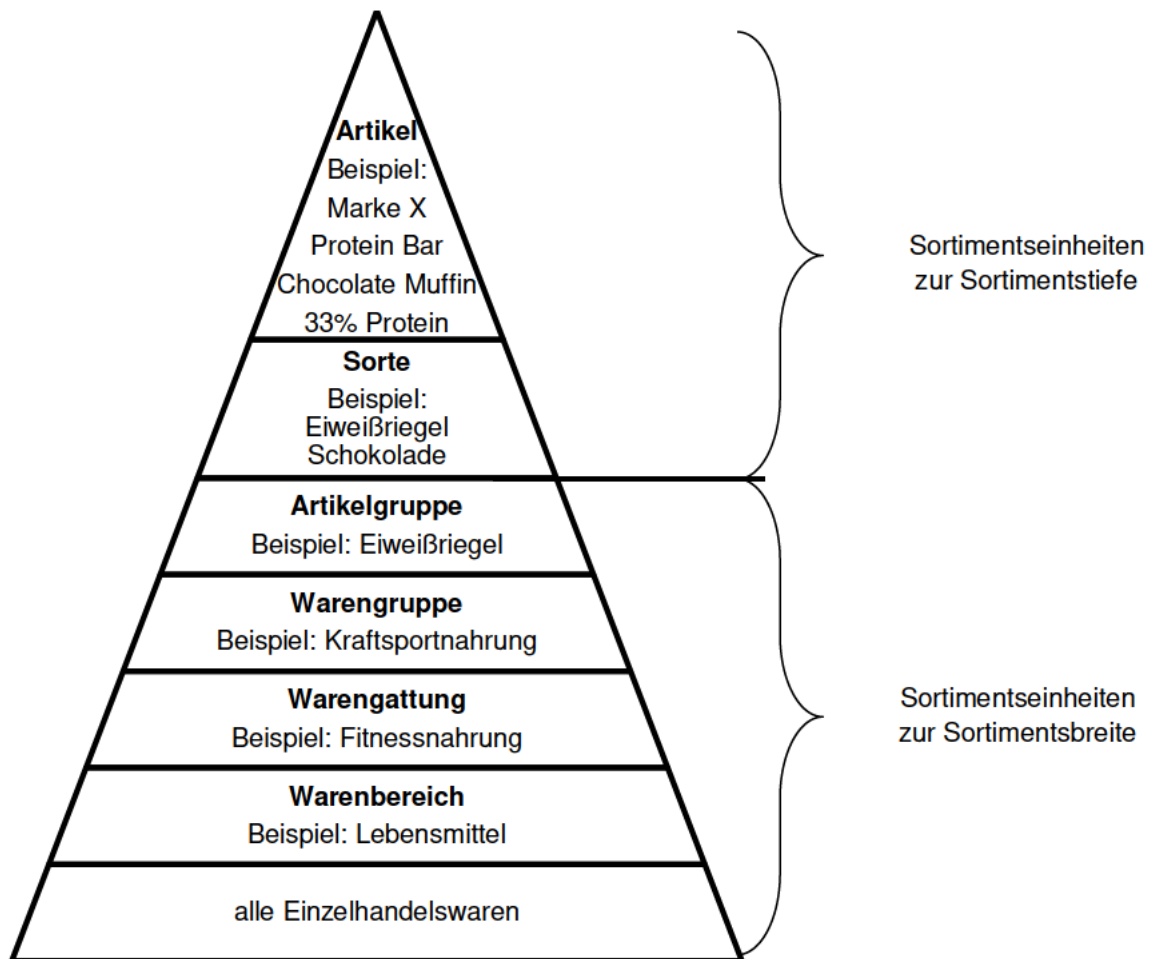 Artikel
Beispiel:
Marke X
Protein Bar
Chocolate Muffin
33% Protein
Sorte
Beispiel:
Eiweißriegel
Schokolade
Artikelgruppe
Beispiel: Eiweißriegel
Warengruppe
Beispiel: Kraftsportnahrung
Warengattung
Beispiel: Fitnessnahrung
Warenbereich
Beispiel: Lebensmittel
alle Einzelhandelswaren
Sortimentseinheiten
zur Sortimentstiefe
Sortimentseinheiten
zur Sortimentsbreite